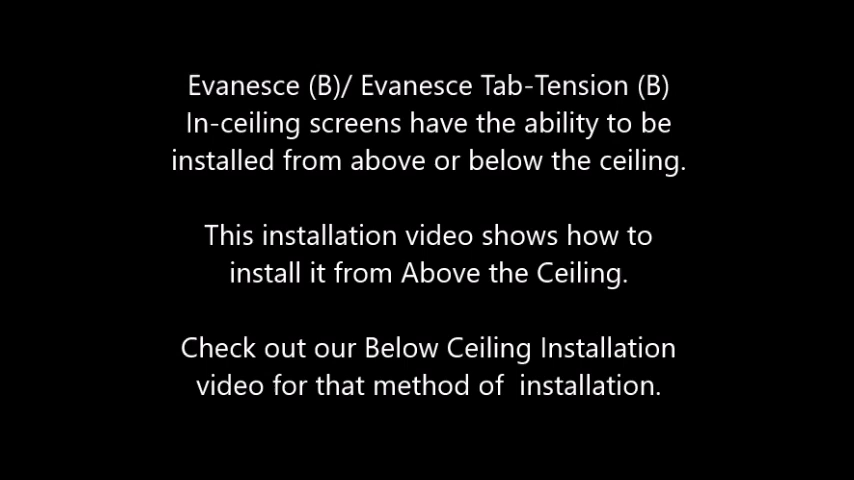 Evanesce (B)/ Evanesce Tab-Tension (B)
In-ceiling screens have the ability to be
installed from above or below the ceiling.
This installation video shows how to
install it from Above the Ceiling.
Check out our Below Ceiling Installation
video for that method of  installation.